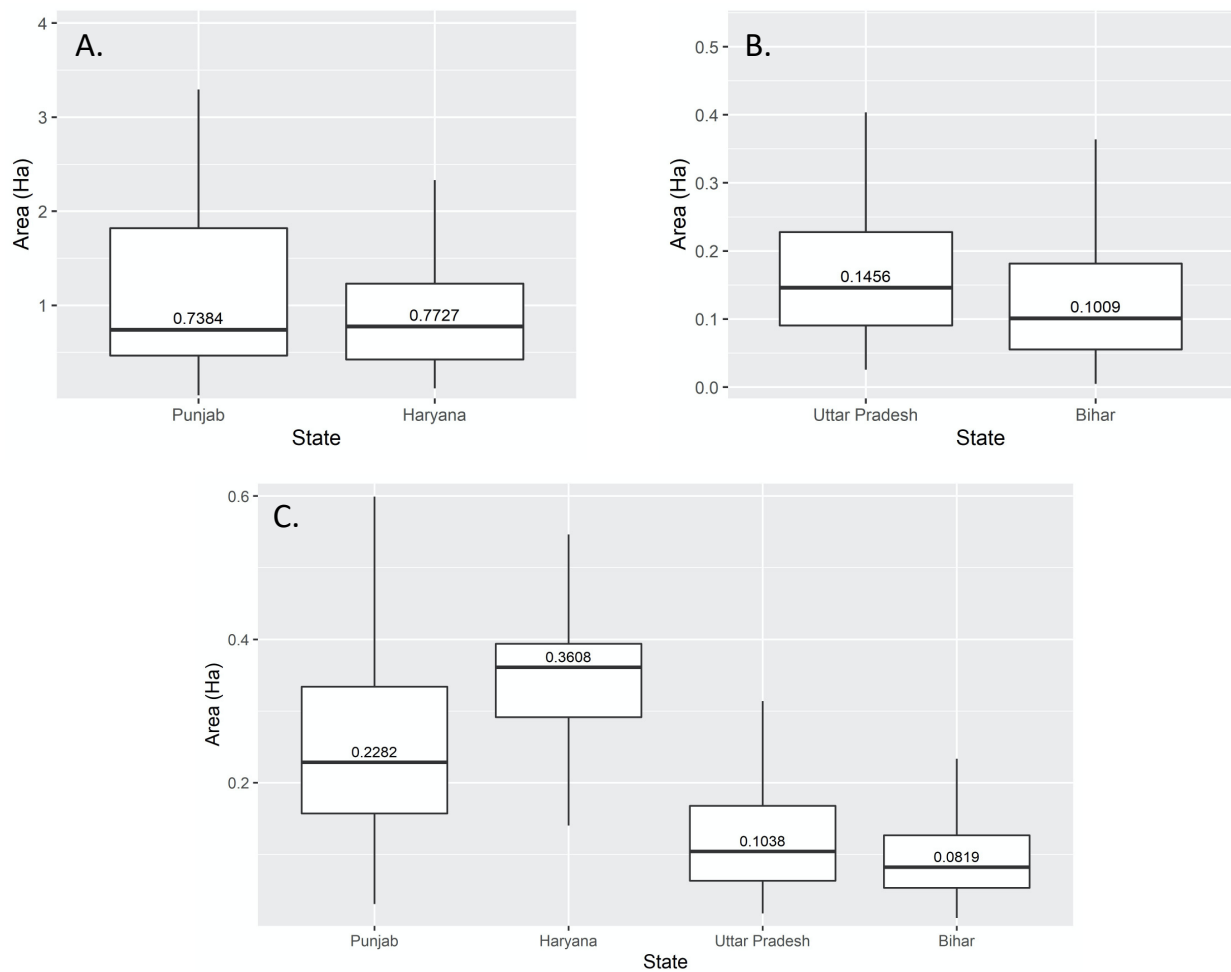 A.
4
3
2
1
Area (Ha)
0.7384
0.7727
Punjab Haryana
State
B.
0.5
0.4
0.3
0.2
0.1
0.0
Area (Ha)
0.1456
0.1009
Uttar Pradesh Bihar
State
C.
0.6
0.4
0.2
Area (Ha)
0.2282
0.3608
0.1038
0.0819
Punjab Haryana Uttar Pradesh Bihar
State